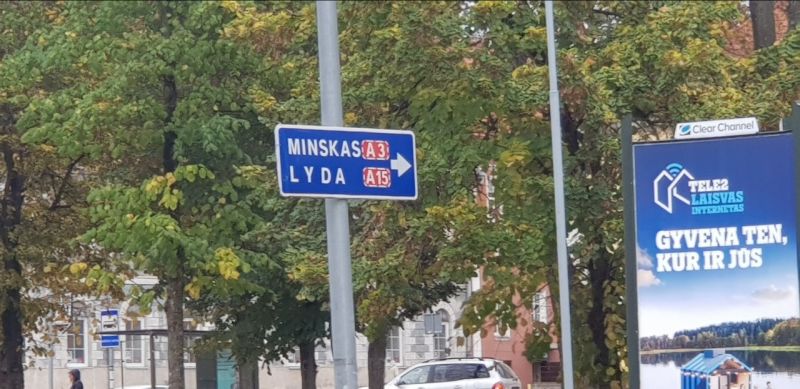 MINSKAS A3
LYDA A15
Clear Channel
TELE2
LAISVAS
INTERNETAS
GYVENA TEN,
KUR IR JŪS